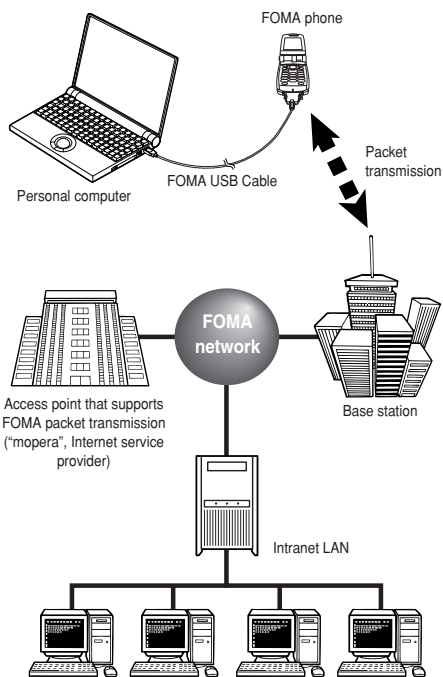 FOMA phone
Packet
transmission
FOMA USB Cable
Personal computer
FOMA
network
Access point that supports
FOMA packet transmission
(“mopera”, Internet service
provider)
Base station
Intranet LAN